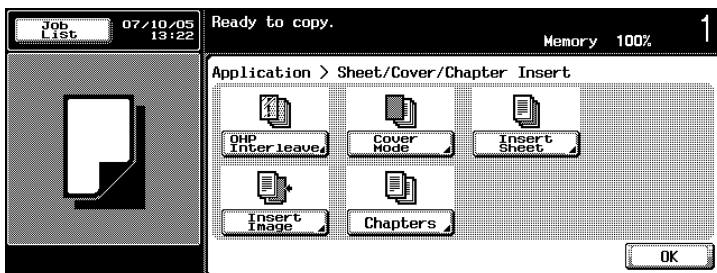 Job
List
07/10/05
13:22
Ready to copy.
Memory 100%
1
Application > Sheet/Cover/Chapter Insert
OHP
Interleave
Cover
Mode
Insert
Sheet
Insert
Image
Chapters
OK